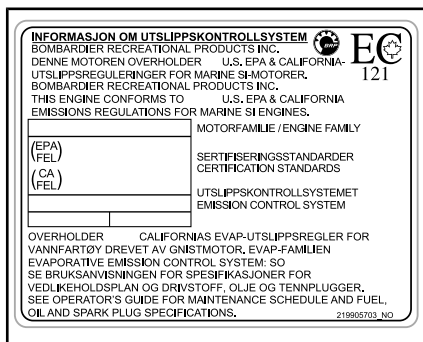 INFORMASJON OM UTSLIPPSKONTROLLSYSTEM
BOMBARDIER RECREATIONAL PRODUCTS INC.
DENNE MOTOREN OVERHOLDER U.S. EPA & CALIFORNIA-
UTSLIPPSREGULERINGER FOR MARINE SI-MOTORER.
BOMBARDIER RECREATIONAL PRODUCTS INC.
THIS ENGINE CONFORMS TO U.S. EPA & CALIFORNIA
EMISSIONS REGULATIONS FOR MARINE SI ENGINES.
BRP
EC
121
MOTORFAMILIE / ENGINE FAMILY
(EPA
FEL)
(CA
FEL)
SERTIFISERINGSSTANDARDER
CERTIFICATION STANDARDS
UTSLIPPSKONTROLLSYSTEMET
EMISSION CONTROL SYSTEM
OVERHOLDER CALIFORNIAS EVAP-UTSLIPPSREGLER FOR
VANNFARTØY DREVET AV GNISTMOTOR. EVAP-FAMILIEN
EVAPORATIVE EMISSION CONTROL SYSTEM: SO
SE BRUKSANVISNINGEN FOR SPESIFIKASJONER FOR
VEDLIKEHOLDSPLAN OG DRIVSTOFF, OLJE OG TENNPLUGGER.
SEE OPERATOR'S GUIDE FOR MAINTENANCE SCHEDULE AND FUEL,
OIL AND SPARK PLUG SPECIFICATIONS.
219905703_NO